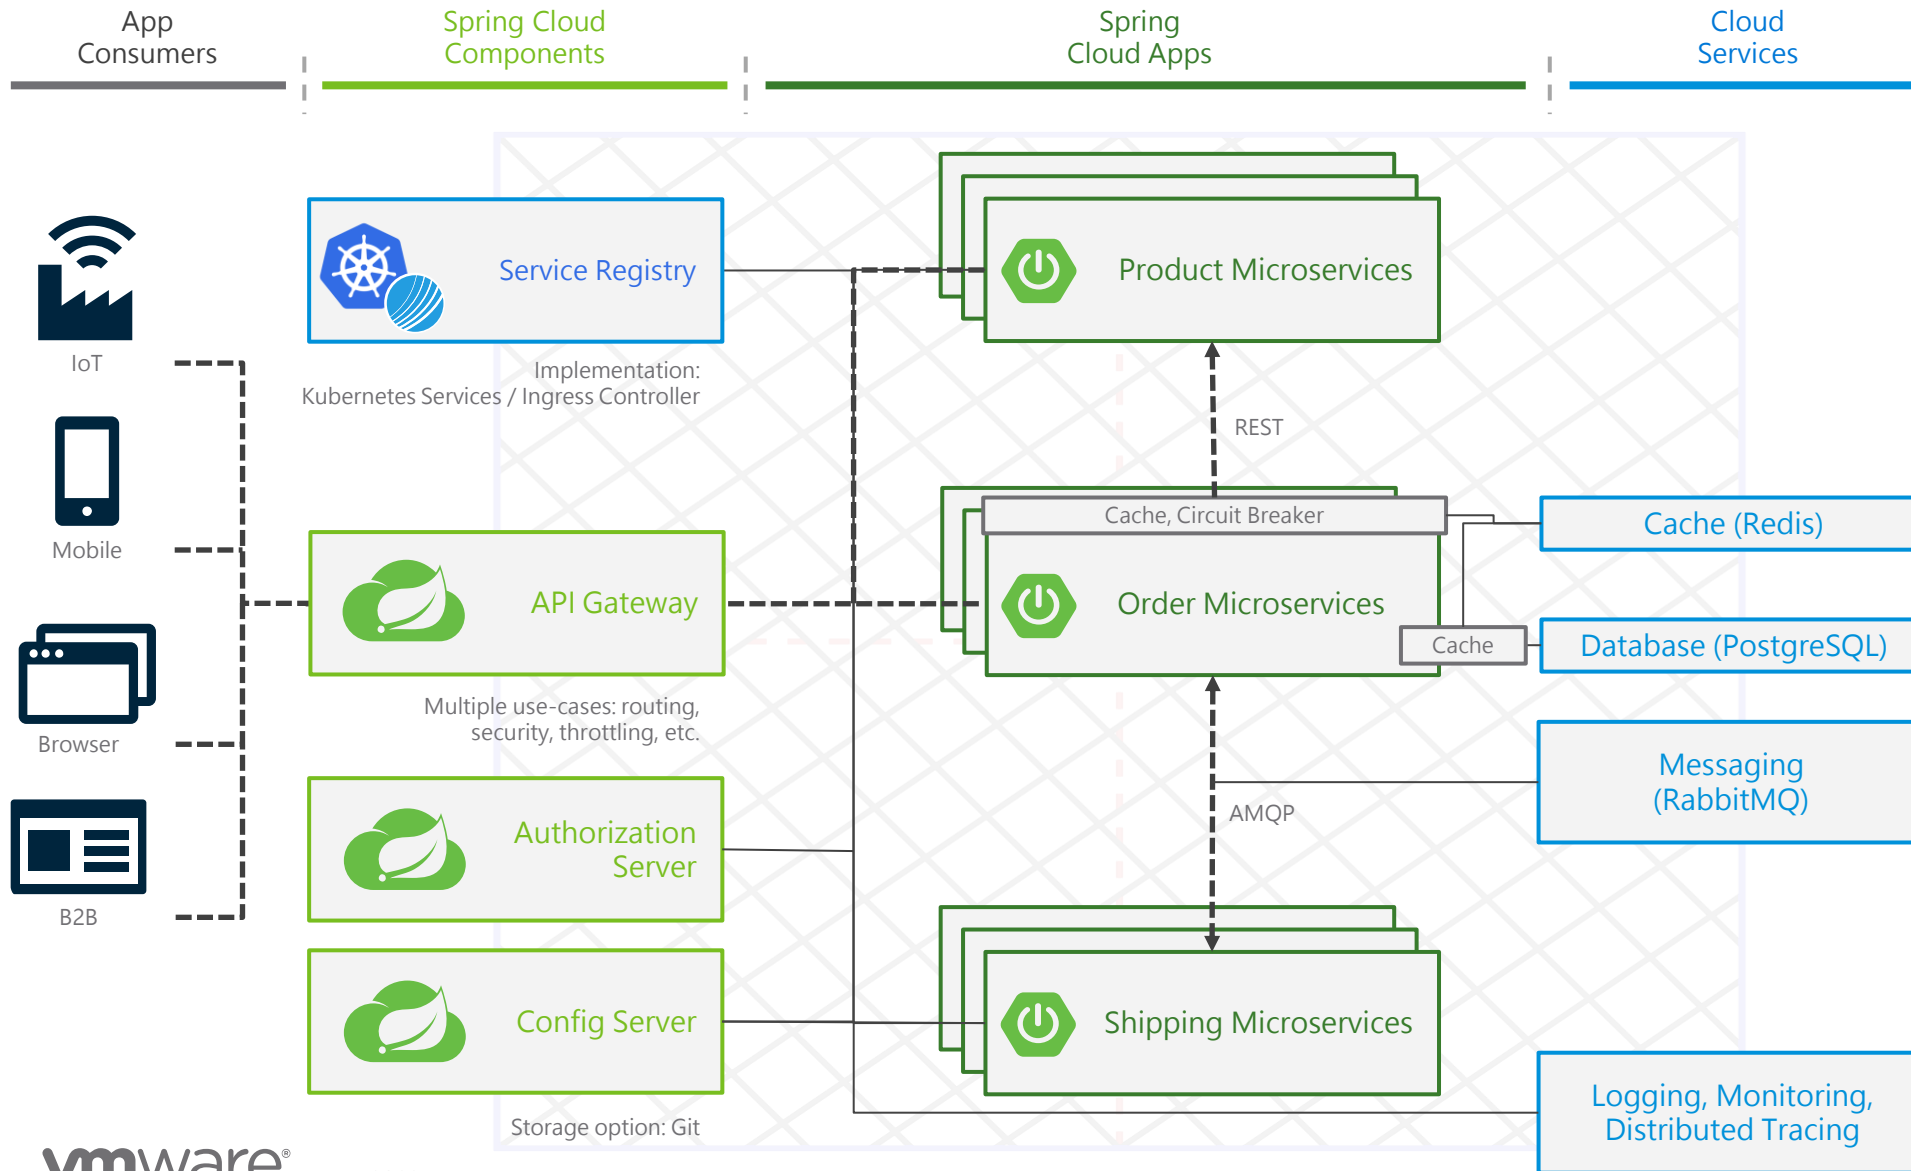 App
Consumers
Spring Cloud
Components
Spring
Cloud Apps
Cloud
Services
IoT
Mobile
Browser
B2B
Service Registry
Implementation:
Kubernetes Services / Ingress Controller
API Gateway
Multiple use-cases: routing,
security, throttling, etc.
Authorization
Server
Config Server
Storage option: Git
Product Microservices
REST
Cache, Circuit Breaker
Order Microservices
Cache
AMQP
Shipping Microservices
Cache (Redis)
Database (PostgreSQL)
Messaging
(RabbitMQ)
Logging, Monitoring,
Distributed Tracing
vmware®